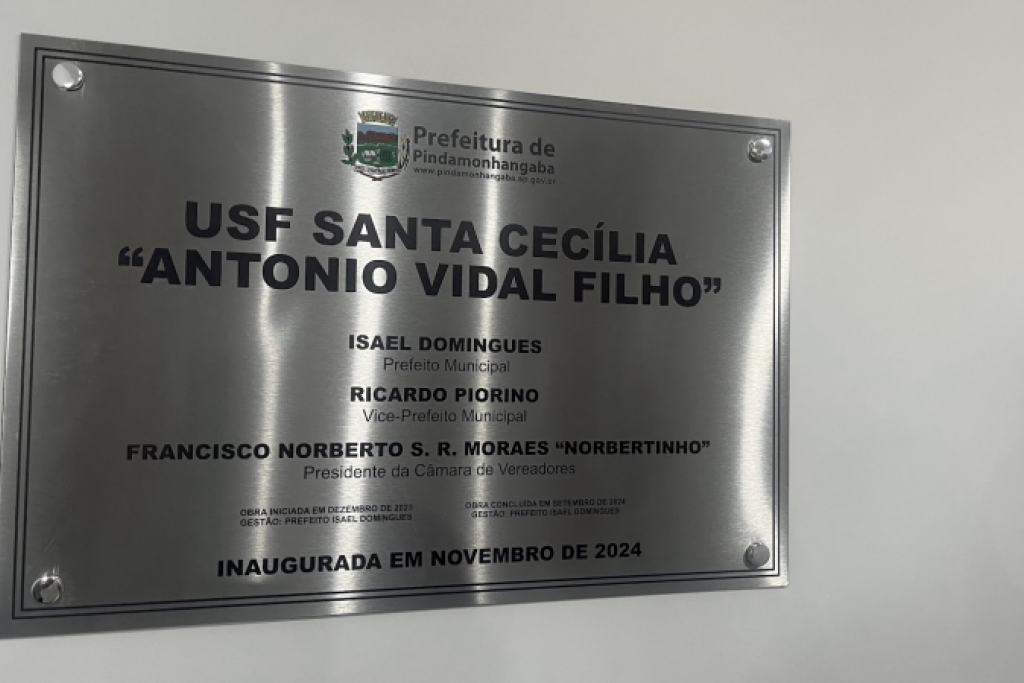 Prefeitura de
Pindamonhangaba
www.pindamonhangaba.sp.gov.br
USF SANTA CECÍLIA
“ANTONIO VIDAL FILHO”
ISAEL DOMINGUES
Prefeito Municipal
RICARDO PIORINO
Vice-Prefeito Municipal
FRANCISCO NORBERTO S. R. MORAES “NORBERTINHO”
Presidente da Câmara de Vereadores
OBRA INICIADA EM DEZEMBRO DE 2023
GESTÃO: PREFEITO ISAEL DOMINGUES
OBRA CONCLUÍDA EM SETEMBRO DE 2024
GESTÃO: PREFEITO ISAEL DOMINGUES
INAUGURADA EM NOVEMBRO DE 2024